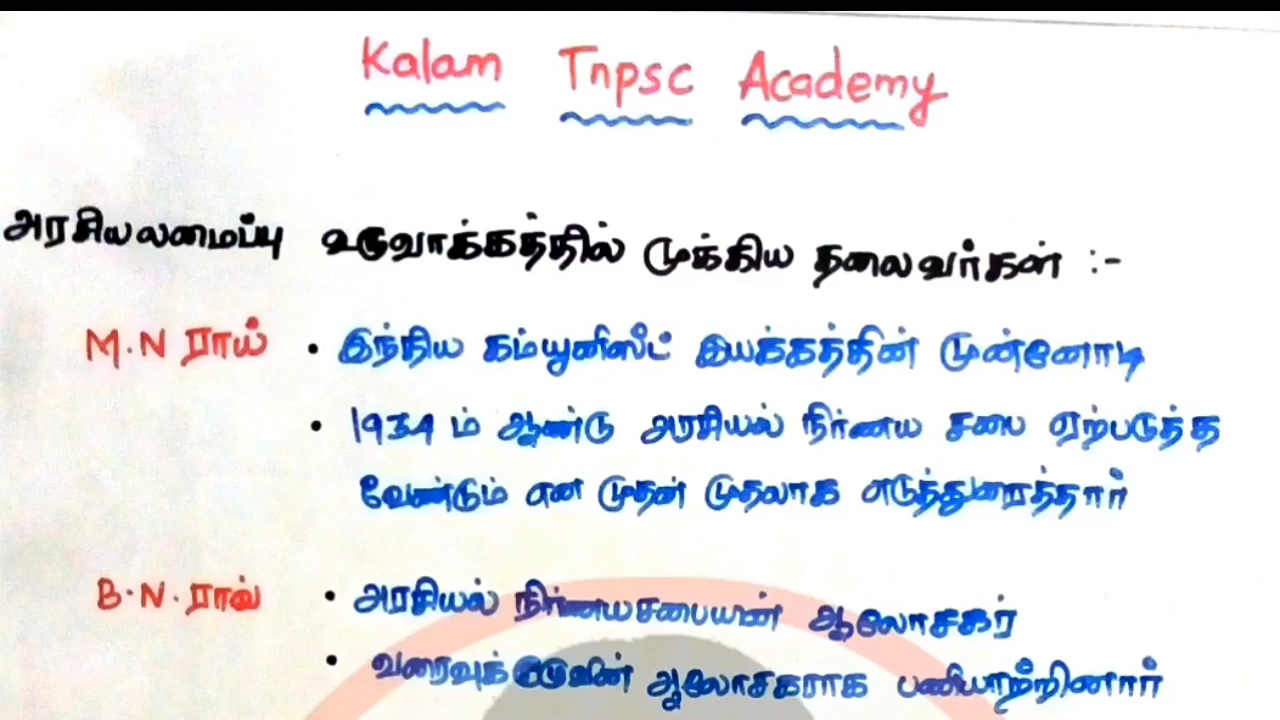 Kalam Tnpsc Academy
அரசியலமைப்பு உருவாக்கத்தில் முக்கிய தலைவர்கள் :-
M.N ராய் • இந்திய கம்யுனிஸீட் இயக்கத்தின் முன்னோடி
• 1934 ம் ஆண்டு அரசியல் நிர்ணய சபை ஏற்படுத்த
வேண்டும் என முதன் முதலாக எடுத்துரைத்தார்
B.N. ராவ் • அரசியல் நிர்ணயசபையின் ஆலோசகர்
• வரைவுக்குழுவின் ஆலோசகராக பணியாற்றினார்